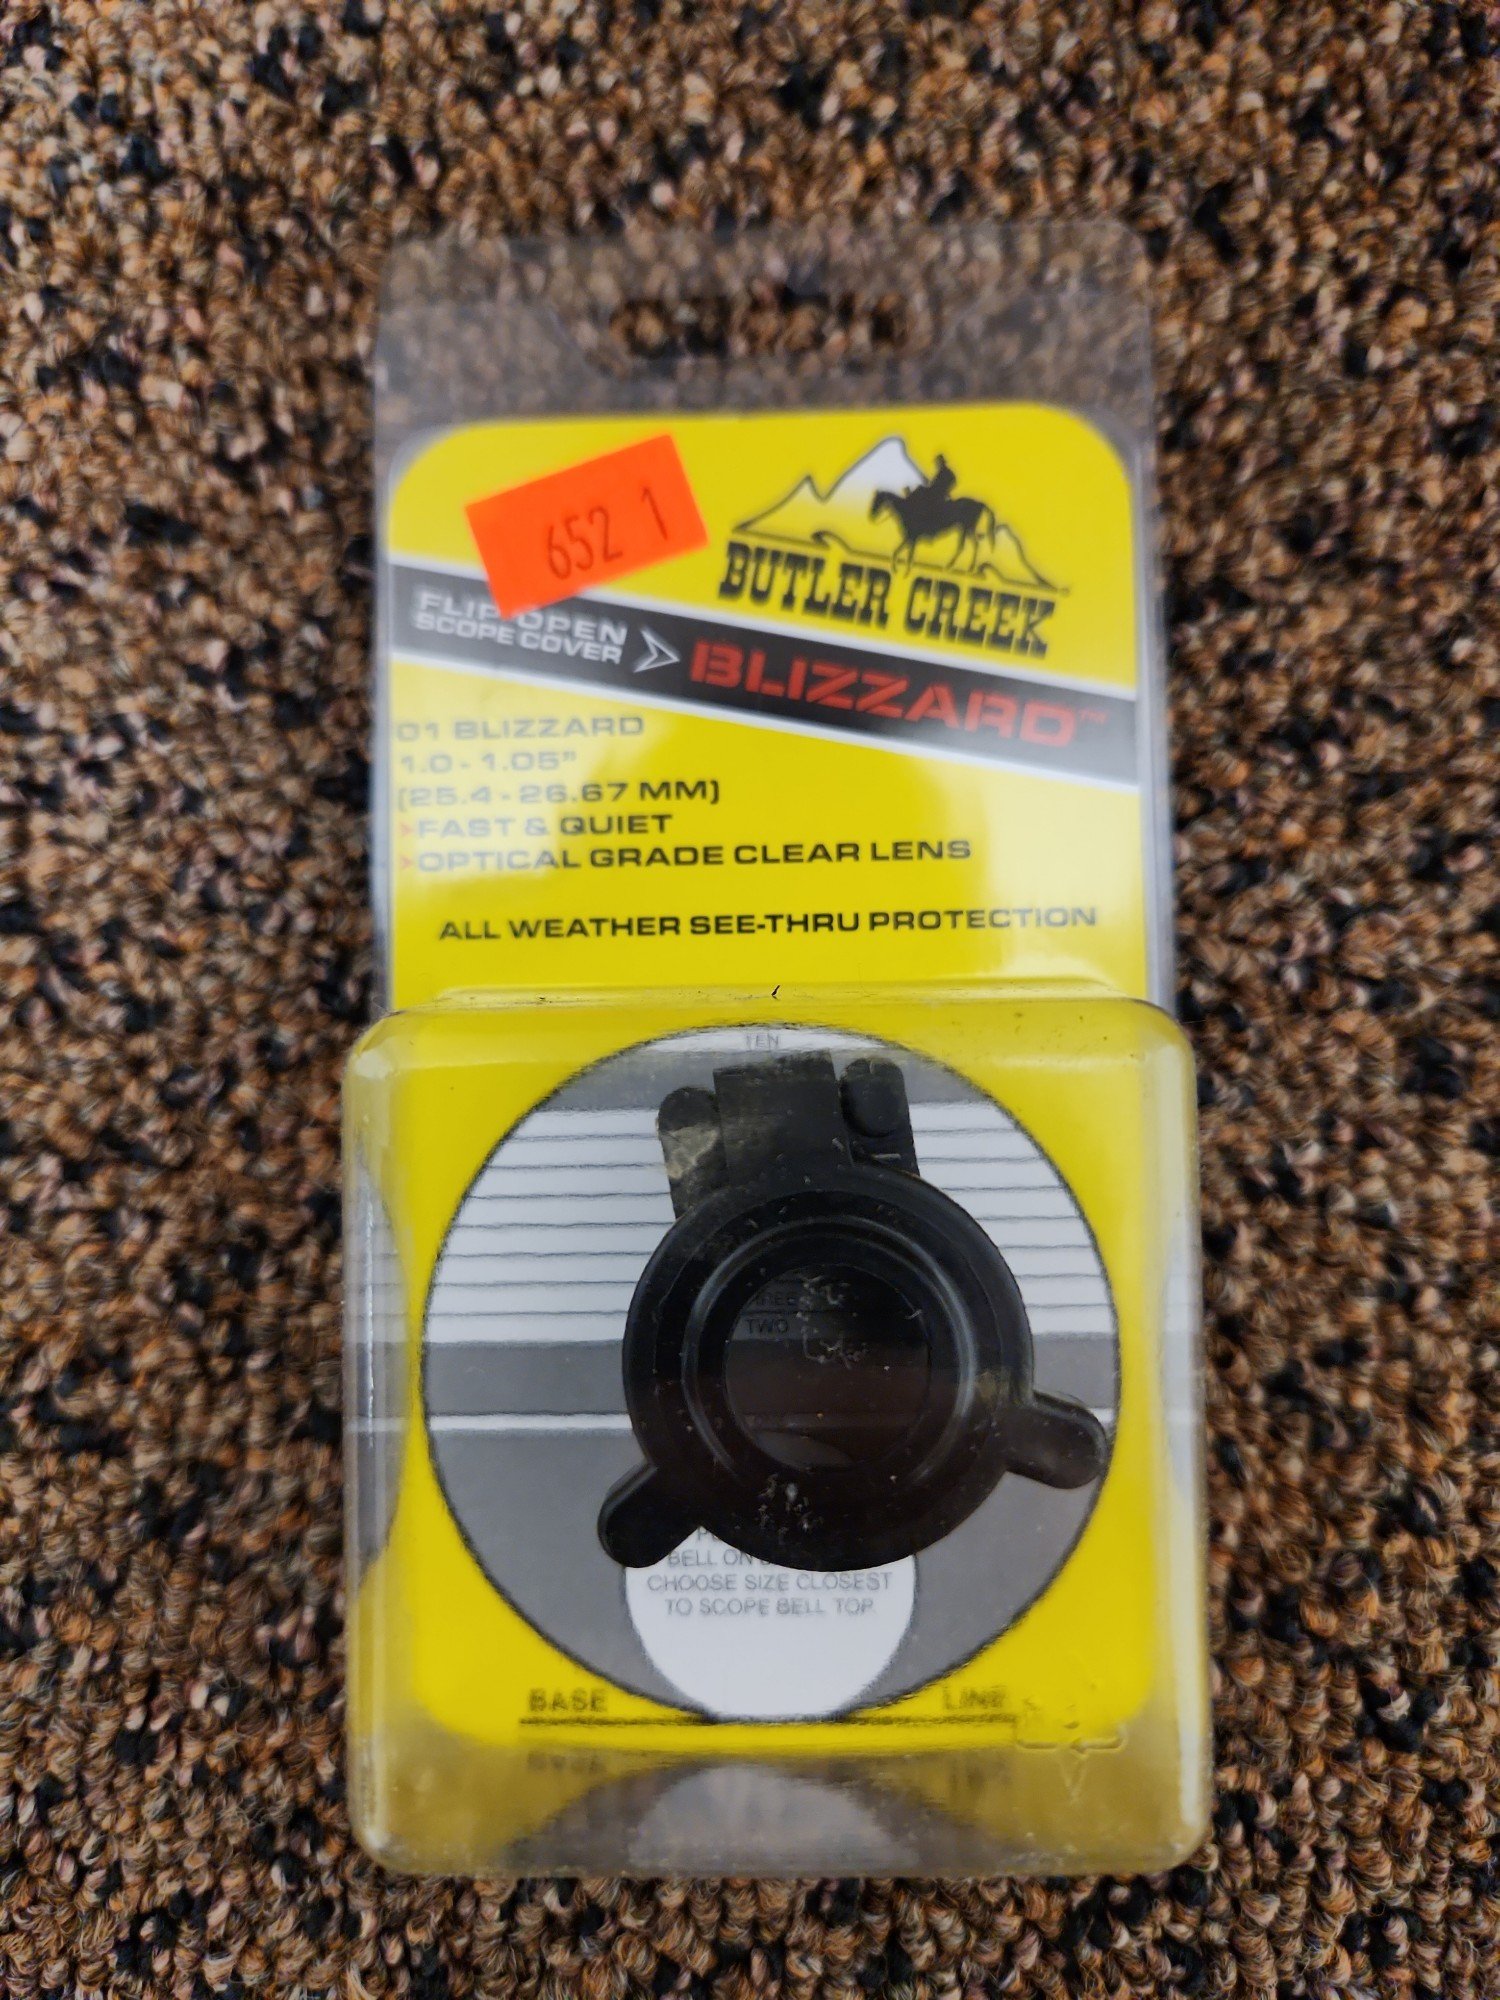 652 1
BUTLER CREEK
FLIP OPEN
SCOPE COVER
BLIZZARD™
01 BLIZZARD
1.0 - 1.05"
(25.4 - 26.67 MM)
FAST & QUIET
OPTICAL GRADE CLEAR LENS
ALL WEATHER SEE-THRU PROTECTION
TEN
TWO
BELL ON
CHOOSE SIZE CLOSEST
TO SCOPE BELL TOP
BASE LINE